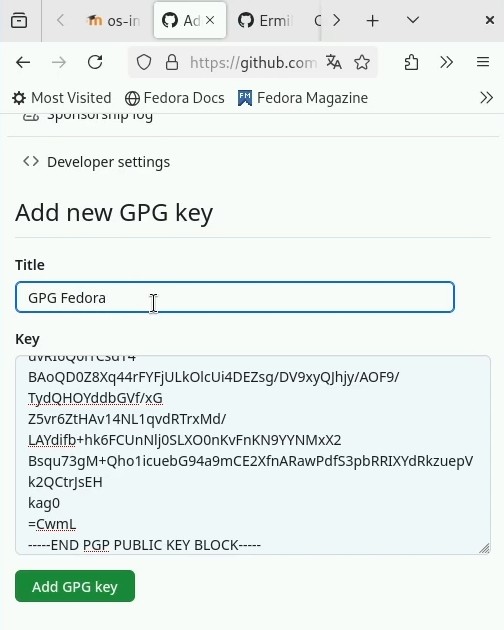 os-in
Ad
Ermil
C
https://github.com
Most Visited
Fedora Docs
Fedora Magazine
Sponsorship log
Developer settings
Add new GPG key
Title
GPG Fedora
Key
BAoQD0Z8Xq44rFYFjULkOlcUi4DEZsg/DV9xyQJhjy/AOF9/
TydQHOYddbGVf/xG
Z5vr6ZtHAv14NL1qvdRTrxMd/
LAYdifb+hk6FCUnNlj0SLXO0nKvFnKN9YYNMxX2
Bsqu73gM+Qho1icuebG94a9mCE2XfnARawPdfS3pbRRIXYdRkzuepV
k2QCtrJsEH
kag0
=CwmL
-----END PGP PUBLIC KEY BLOCK-----
Add GPG key